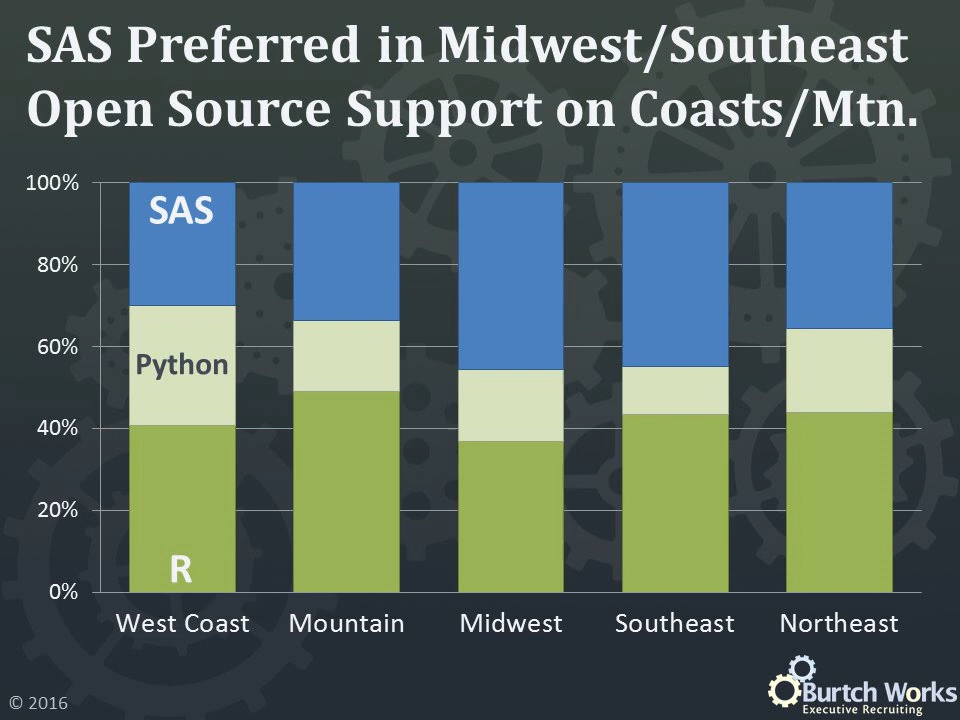 SAS Preferred in Midwest/Southeast
Open Source Support on Coasts/Mtn.
100%
80%
60%
40%
20%
0%
SAS
Python
R
West Coast Mountain Midwest Southeast Northeast
© 2016
Burtch Works
Executive Recruiting